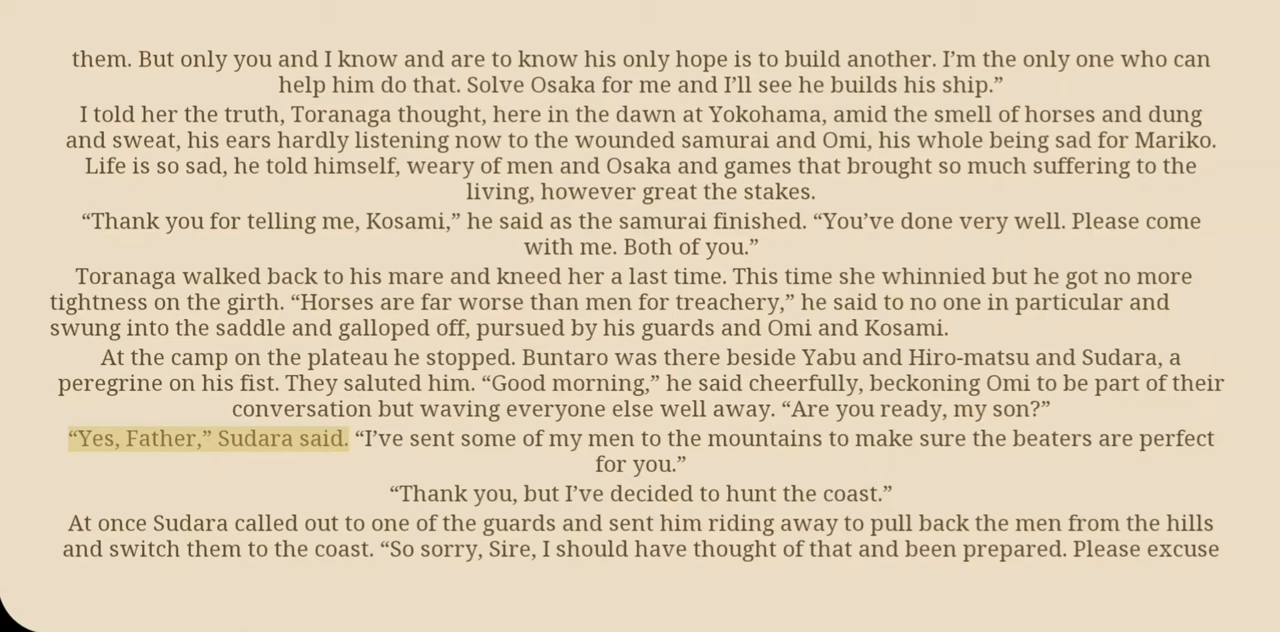 them. But only you and I know and are to know his only hope is to build another. I’m the only one who can
help him do that. Solve Osaka for me and I’ll see he builds his ship.”
I told her the truth, Toranaga thought, here in the dawn at Yokohama, amid the smell of horses and dung
and sweat, his ears hardly listening now to the wounded samurai and Omi, his whole being sad for Mariko.
Life is so sad, he told himself, weary of men and Osaka and games that brought so much suffering to the
living, however great the stakes.
“Thank you for telling me, Kosami,” he said as the samurai finished. “You’ve done very well. Please come
with me. Both of you.”
Toranaga walked back to his mare and kneed her a last time. This time she whinnied but he got no more
tightness on the girth. “Horses are far worse than men for treachery,” he said to no one in particular and
swung into the saddle and galloped off, pursued by his guards and Omi and Kosami.
At the camp on the plateau he stopped. Buntaro was there beside Yabu and Hiro-matsu and Sudara, a
peregrine on his fist. They saluted him. “Good morning,” he said cheerfully, beckoning Omi to be part of their
conversation but waving everyone else well away. “Are you ready, my son?”
“Yes, Father,” Sudara said. “I’ve sent some of my men to the mountains to make sure the beaters are perfect
for you.”
“Thank you, but I’ve decided to hunt the coast.”
At once Sudara called out to one of the guards and sent him riding away to pull back the men from the hills
and switch them to the coast. “So sorry, Sire, I should have thought of that and been prepared. Please excuse